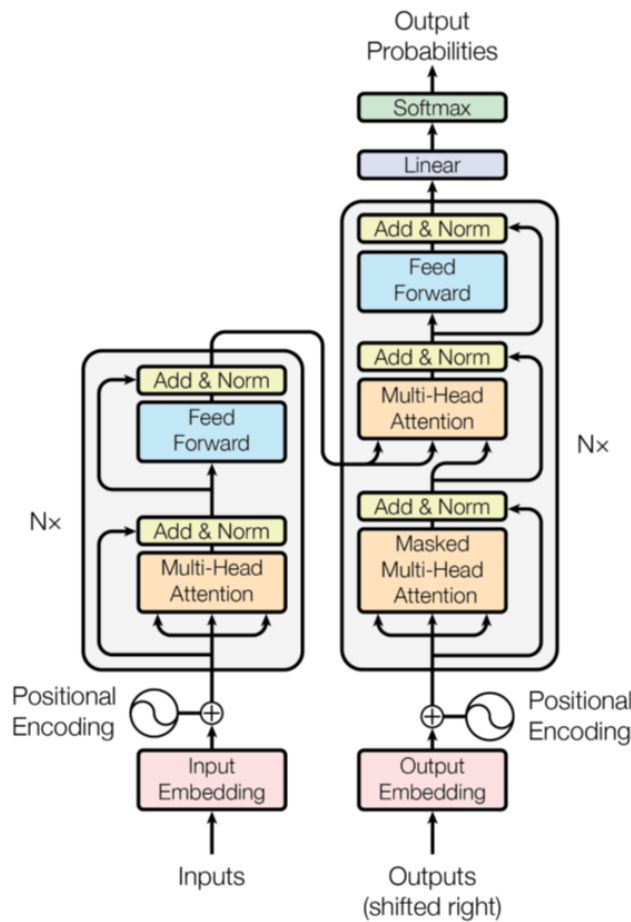 Output
Probabilities
Softmax
Linear
Add & Norm
Feed
Forward
Add & Norm
Multi-Head
Attention
Add & Norm
Masked
Multi-Head
Attention
N×
Add & Norm
Feed
Forward
Add & Norm
Multi-Head
Attention
N×
Positional
Encoding
Positional
Encoding
Input
Embedding
Output
Embedding
Inputs
Outputs
(shifted right)